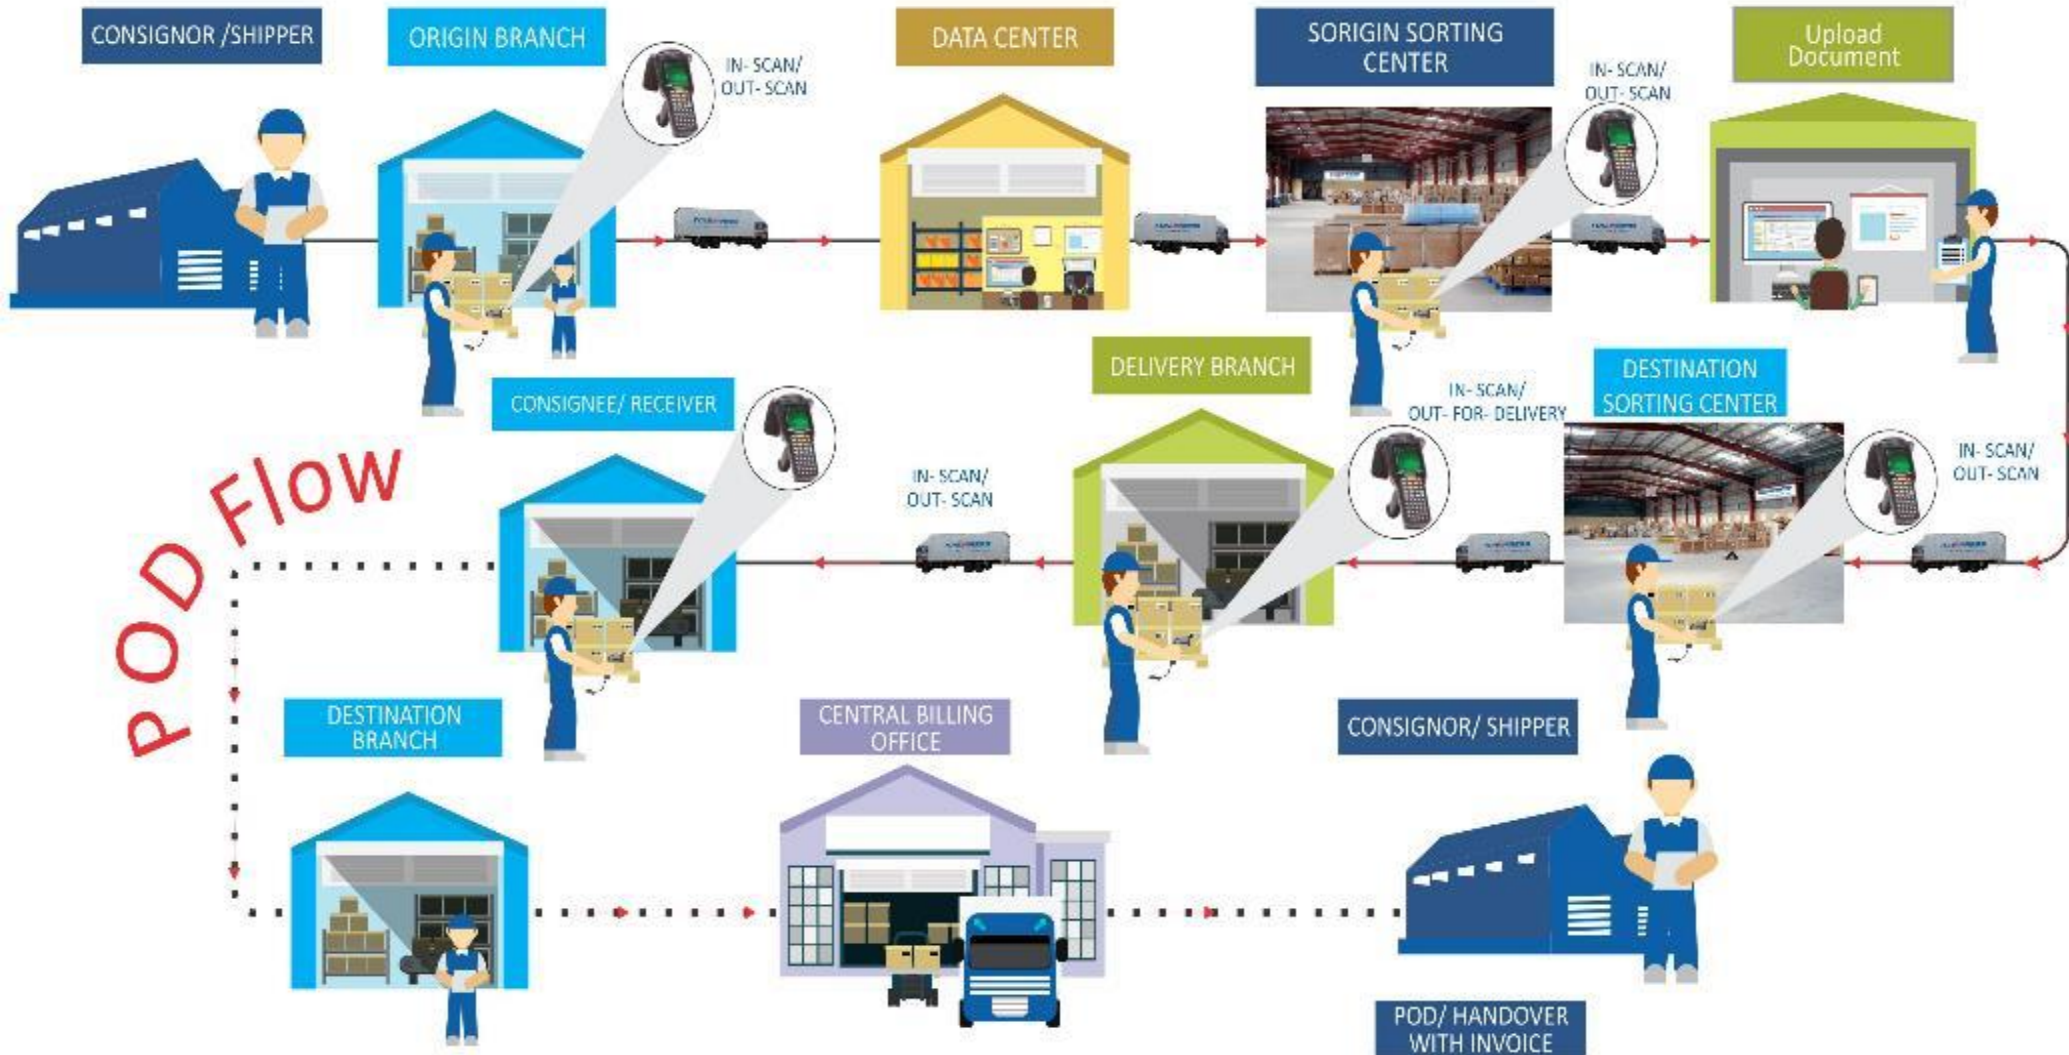 CONSIGNOR /SHIPPER
ORIGIN BRANCH
IN- SCAN/
OUT- SCAN
DATA CENTER
SORIGIN SORTING
CENTER
IN- SCAN/
OUT- SCAN
Upload
Document
CONSIGNEE/ RECEIVER
IN- SCAN/
OUT- SCAN
DELIVERY BRANCH
IN- SCAN/
OUT- FOR- DELIVERY
DESTINATION
SORTING CENTER
IN- SCAN/
OUT- SCAN
POD Flow
DESTINATION
BRANCH
CENTRAL BILLING
OFFICE
CONSIGNOR/ SHIPPER
POD/ HANDOVER
WITH INVOICE